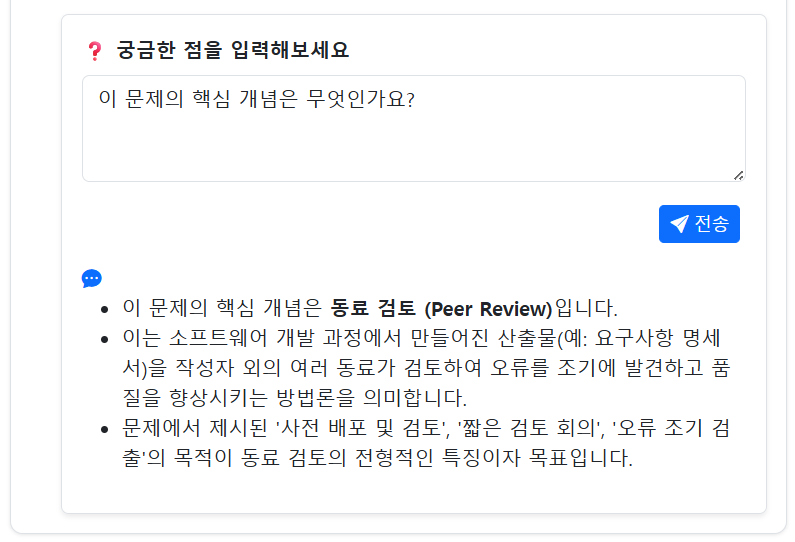 궁금한 점을 입력해보세요
이 문제의 핵심 개념은 무엇인가요?
전송
이 문제의 핵심 개념은 동료 검토 (Peer Review)입니다.
이는 소프트웨어 개발 과정에서 만들어진 산출물(예: 요구사항 명세
서)을 작성자 외의 여러 동료가 검토하여 오류를 조기에 발견하고 품
질을 향상시키는 방법론을 의미합니다.
문제에서 제시된 '사전 배포 및 검토', '짧은 검토 회의', '오류 조기 검
출'의 목적이 동료 검토의 전형적인 특징이자 목표입니다.